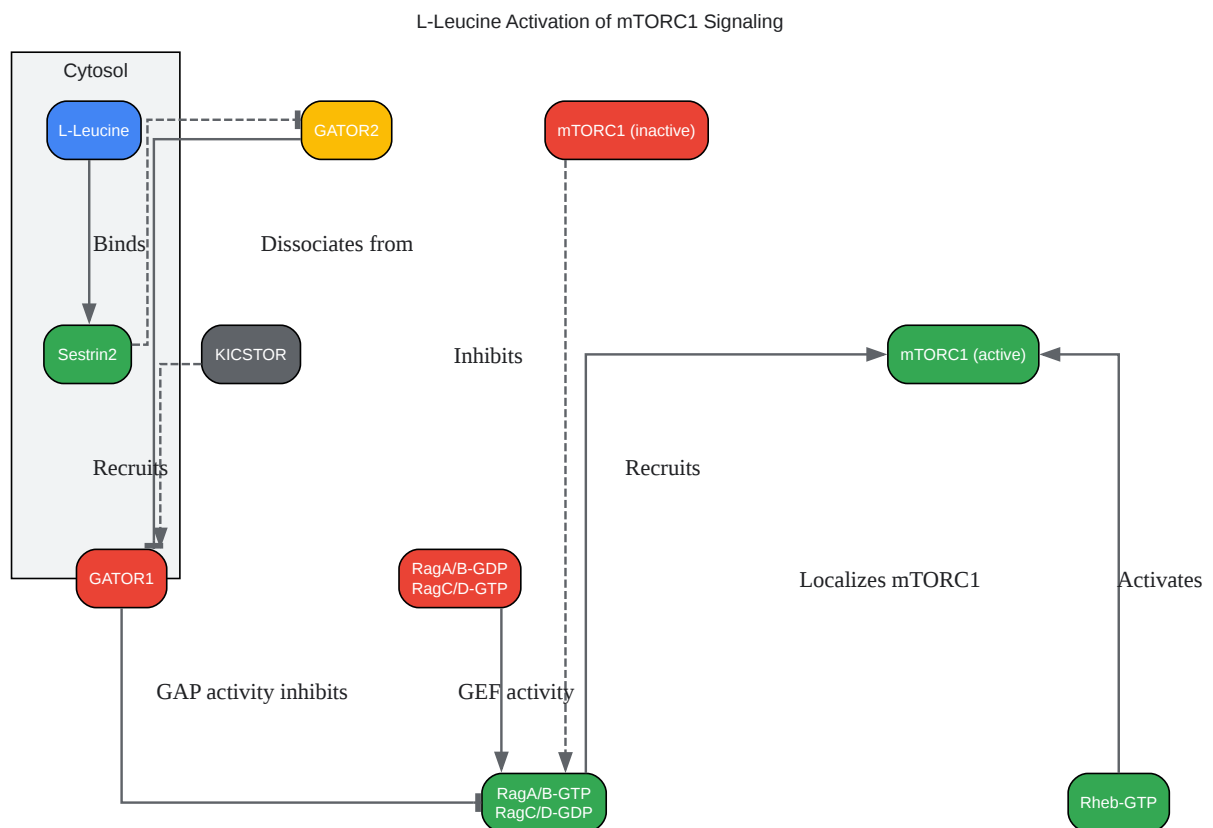 L-Leucine Activation of mTORC1 Signaling
Cytosol
L-Leucine
GATOR2
mTORC1 (inactive)
Binds
Dissociates from
Sestrin2
KICSTOR
Inhibits
mTORC1 (active)
Recruits
Recruits
GATOR1
RagA/B-GDP
RagC/D-GTP
Localizes mTORC1
Activates
GAP activity inhibits
GEF activity
RagA/B-GTP
RagC/D-GDP
Rheb-GTP